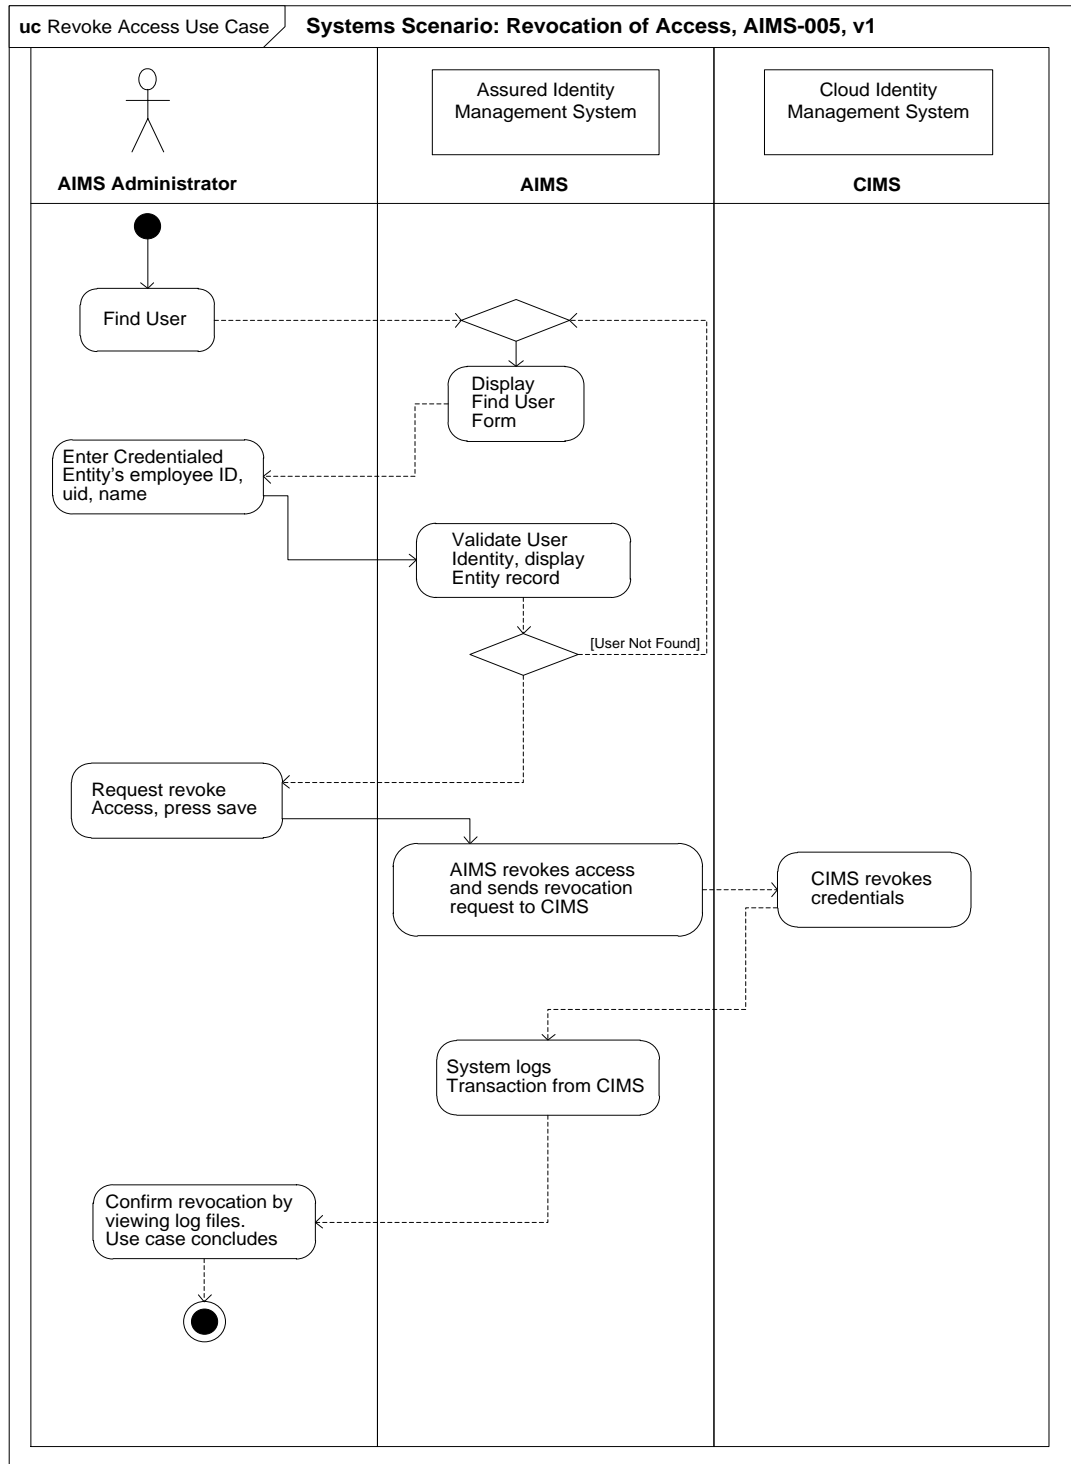 uc Revoke Access Use Case
Systems Scenario: Revocation of Access, AIMS-005, v1
Assured Identity
Management System
Cloud Identity
Management System
AIMS Administrator
AIMS
CIMS
Find User
Display
Find User
Form
Enter Credentialed
Entity's employee ID,
uid, name
Validate User
Identity, display
Entity record
[User Not Found]
Request revoke
Access, press save
AIMS revokes access
and sends revocation
request to CIMS
CIMS revokes
credentials
System logs
Transaction from CIMS
Confirm revocation by
viewing log files.
Use case concludes